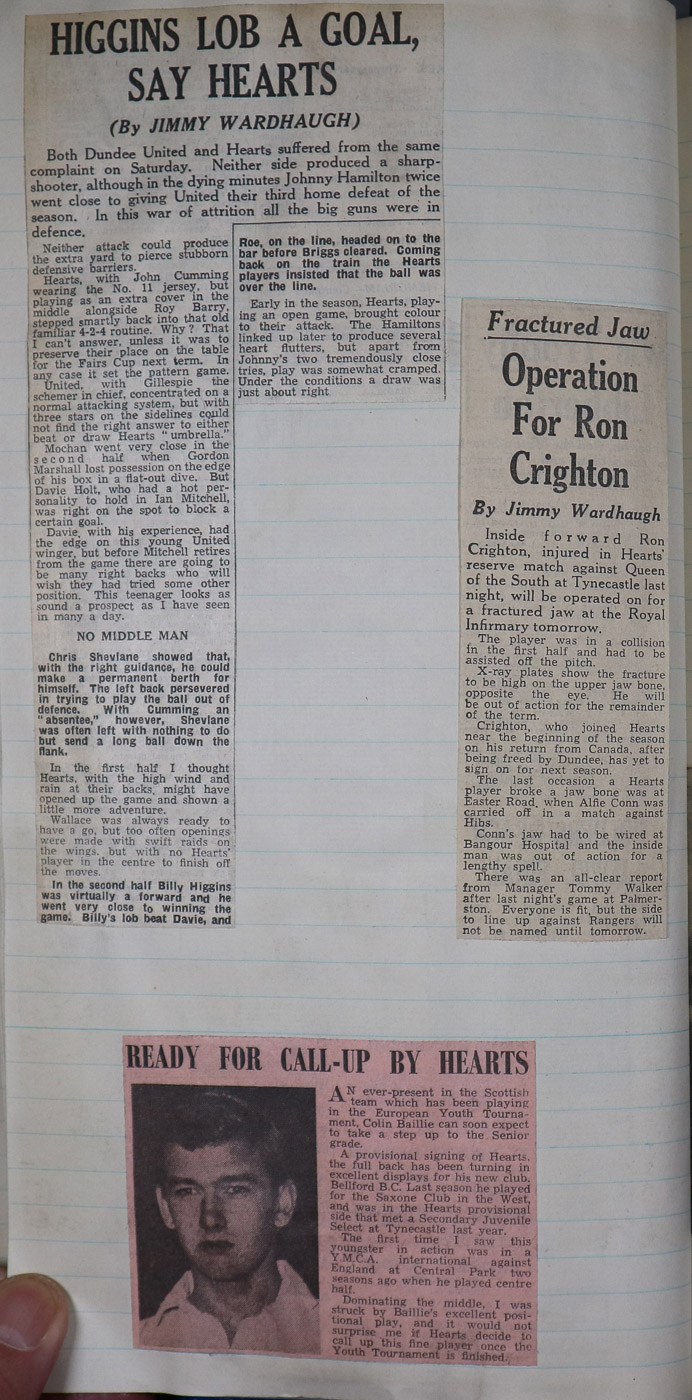 HIGGINS LOB A GOAL,
SAY HEARTS
(By JIMMY WARDHAUGH)
Both Dundee United and Hearts suffered from the same
complaint on Saturday. Neither side produced a sharp-
shooter, although in the dying minutes Johnny Hamilton twice
went close to giving United their third home defeat of the
season. In this war of attrition all the big guns were in
defence.
Neither attack could produce
the extra yard to pierce stubborn
defensive barriers.
Hearts, with John Cumming
wearing the No. 11 jersey, but
playing as an extra cover in the
middle alongside Roy Barry,
stepped smartly back into that old
familiar 4-2-4 routine. Why? That
I can't answer, unless it was to
preserve their place on the table
for the Fairs Cup next term. In
any case it set the pattern game.
United, with Gillespie the
schemer in chief, concentrated on a
normal attacking system, but with
three stars on the sidelines could
not find the right answer to either
beat or draw Hearts "umbrella."
Mochan went very close in the
second half when Gordon
Marshall lost possession on the edge
of his box in a flat-out dive. But
Davie Holt, who had a hot per-
sonality to hold in Ian Mitchell,
was right on the spot to block a
certain goal.
Davie, with his experience, had
the edge on this young United
winger, but before Mitchell retires
from the game there are going to
be many right backs who will
wish they had tried some other
position. This teenager looks as
sound a prospect as I have seen
in many a day.
NO MIDDLE MAN
Chris Shevlane showed that,
with the right guidance, he could
make a permanent berth for
himself. The left back persevered
in trying to play the ball out of
defence. With Cumming an
"absentee," however, Shevlane
was often left with nothing to do
but send a long ball down the
flank.
In the first half I thought
Hearts, with the high wind and
rain at their backs, might have
opened up the game and shown a
little more adventure.
Wallace was always ready to
have a go, but too often openings
were made with swift raids on
the wings, but with no Hearts'
player in the centre to finish off
the moves.
In the second half Billy Higgins
was virtually a forward and he
went very close to winning the
game. Billy's lob beat Davie, and
Roe, on the line, headed on to the
bar before Briggs cleared. Coming
back on the train the Hearts
players insisted that the ball was
over the line.
Early in the season, Hearts, play-
ing an open game, brought colour
to their attack. The Hamiltons
linked up later to produce several
heart flutters, but apart from
Johnny's two tremendously close
tries, play was somewhat cramped.
Under the conditions a draw was
just about right
Fractured Jaw
Operation
For Ron
Crighton
By Jimmy Wardhaugh
Inside forward Ron
Crighton, injured in Hearts'
reserve match against Queen
of the South at Tynecastle last
night, will be operated on for
a fractured jaw at the Royal
Infirmary tomorrow.
The player was in a collision
in the first half and had to be
assisted off the pitch.
X-ray plates show the fracture
to be high on the upper jaw bone,
opposite the eye. He will
be out of action for the remainder
of the term.
Crighton, who joined Hearts
near the beginning of the season
on his return from Canada, after
being freed by Dundee, has yet to
sign on for next season.
The last occasion a Hearts
player broke a jaw bone was at
Easter Road, when Alfie Conn was
carried off in a match against
Hibs.
Conn's jaw had to be wired at
Bangour Hospital and the inside
man was out of action for a
lengthy spell.
There was an all-clear report
from Manager Tommy Walker
after last night's game at Palmer-
ston. Everyone is fit, but the side
to line up against Rangers will
not be named until tomorrow.
READY FOR CALL-UP BY HEARTS
AN ever-present in the Scottish
team which has been playing
in the European Youth Tourna-
ment, Colin Baillie can soon expect
to take a step up to the Senior
grade.
A provisional signing of Hearts,
the full back has been turning in
excellent displays for his new club,
Bellford B.C. Last season he played
for the Saxone Club in the West,
and was in the Hearts provisional
side that met a Secondary Juvenile
Select at Tynecastle last year.
The first time I saw this
youngster in action was in a
Y.M.C.A. international against
England at Central Park two
seasons ago when he played centre
half.
Dominating the middle, I was
struck by Baillie's excellent posi-
tional play, and it would not
surprise me if Hearts decide to
call up this fine player once the
Youth Tournament is finished.